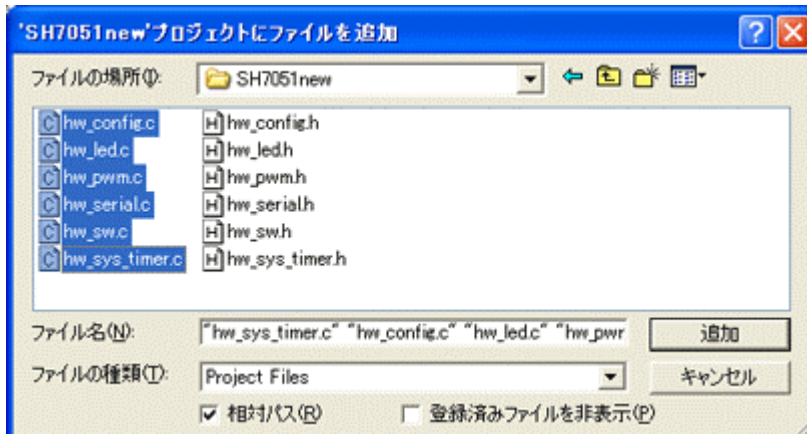 'SH7051new'プロジェクトにファイルを追加
ファイルの場所(I): SH7051new
hw_config.c hw_config.h
hw_led.c hw_led.h
hw_pwm.c hw_pwm.h
hw_serial.c hw_serial.h
hw_sw.c hw_sw.h
hw_sys_timer.c hw_sys_timer.h
ファイル名(N): "hw_sys_timer.c" "hw_config.c" "hw_led.c" "hw_pwr 追加
ファイルの種類(T): Project Files キャンセル
相対パス(R) 登録済みファイルを非表示(P)